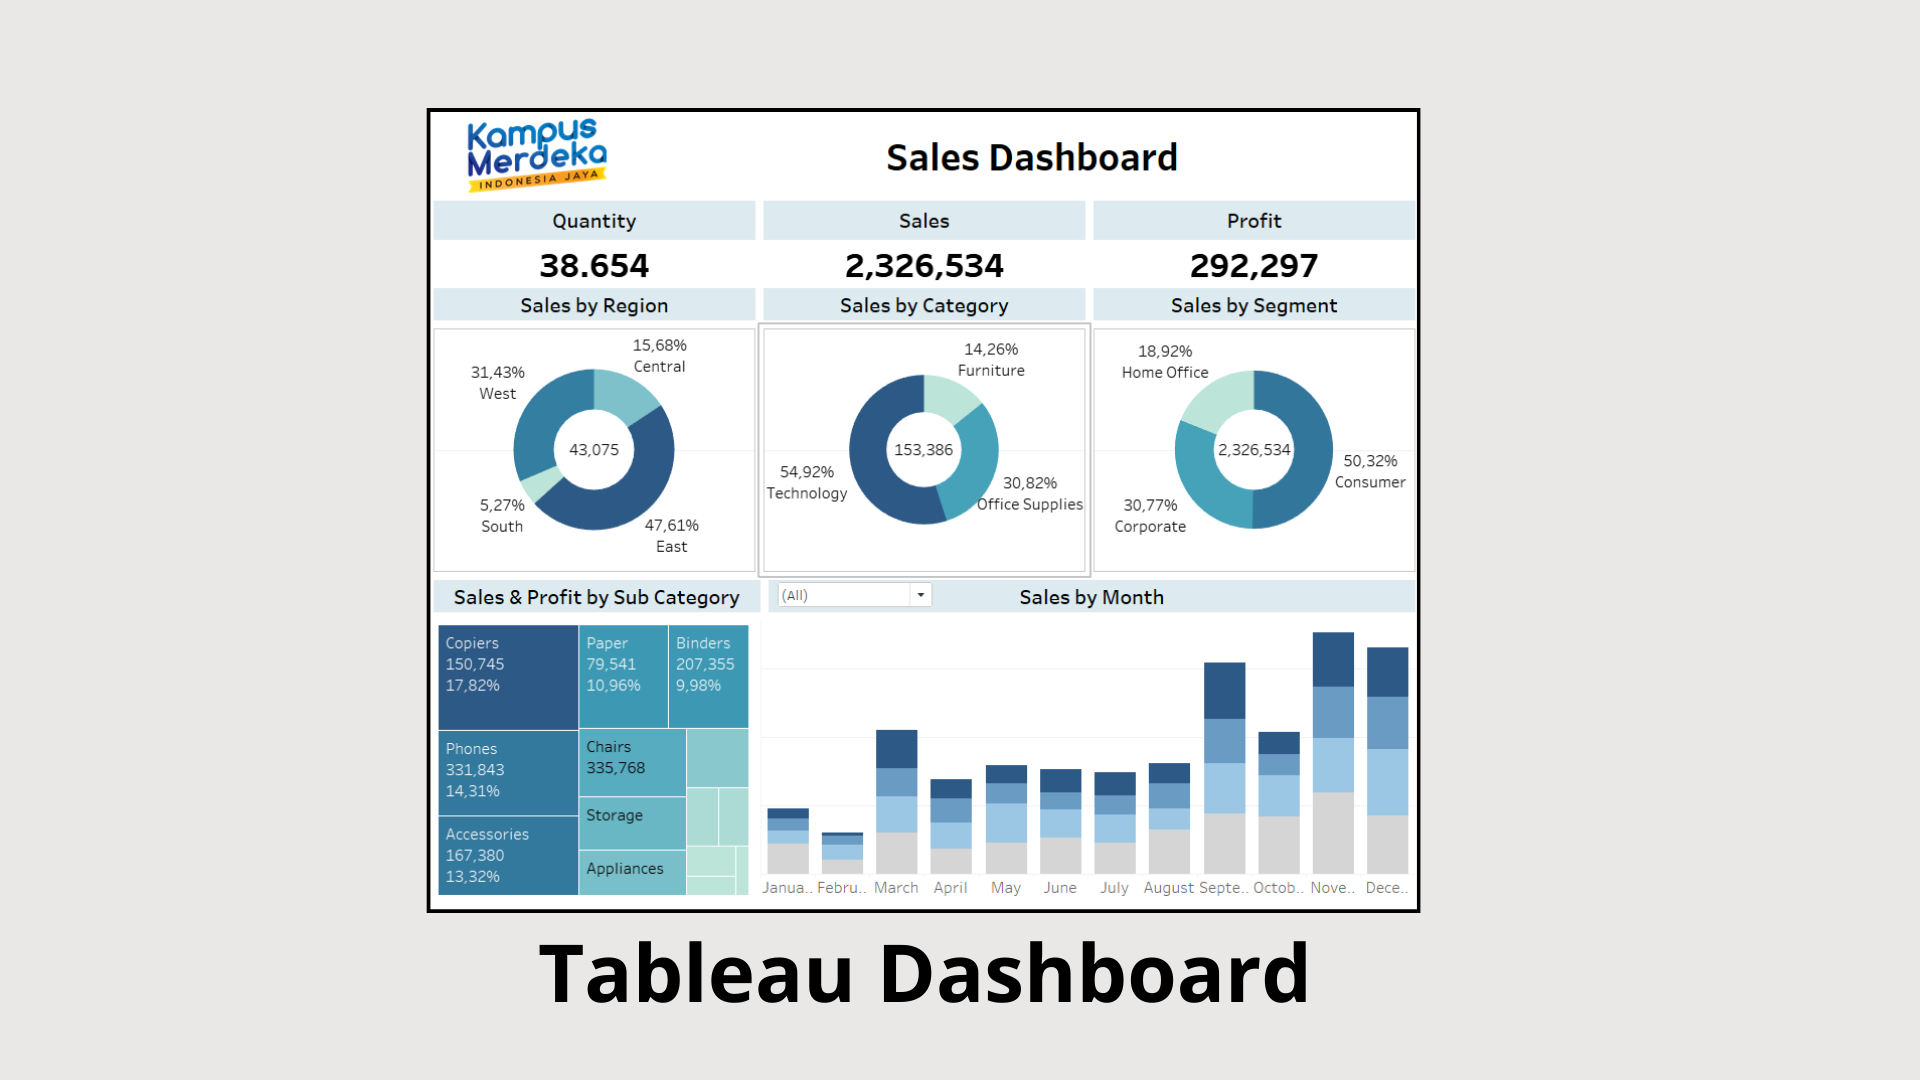 Kampus
Merdeka
INDONESIA JAYA
Sales Dashboard
Quantity
Sales
Profit
38.654
2,326,534
292,297
Sales by Region
Sales by Category
Sales by Segment
15,68%
Central
31,43%
West
43,075
5,27%
South
47,61%
East
14,26%
Furniture
153,386
54,92%
Technology
30,82%
Office Supplies
18,92%
Home Office
2,326,534
50,32%
Consumer
30,77%
Corporate
Sales & Profit by Sub Category
(All)
Sales by Month
Copiers
150,745
17,82%
Paper
79,541
10,96%
Binders
207,355
9,98%
Phones
331,843
14,31%
Chairs
335,768
Storage
Accessories
167,380
13,32%
Appliances
Janua.. Febru.. March April May June July August Septe.. Octob.. Nove.. Dece..
Tableau Dashboard